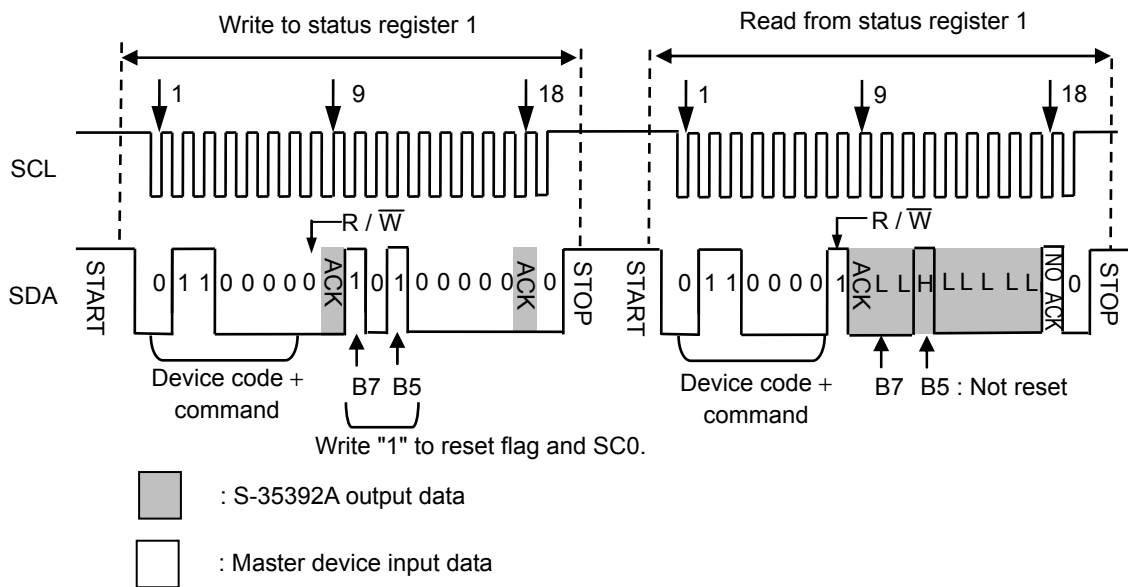 Write to status register 1
Read from status register 1
1 9 18 1 9 18
SCL
R / W R / W
SDA
START 0 1 1 0 0 0 0 0 ACK 1 0 1 0 0 0 0 0 ACK 0 STOP START 0 1 1 0 0 0 0 1 ACK L L H L L L L L NO ACK 0 STOP
Device code + command
B7 B5
Write "1" to reset flag and SC0.
Device code + command
B7 B5 : Not reset
: S-35392A output data
: Master device input data